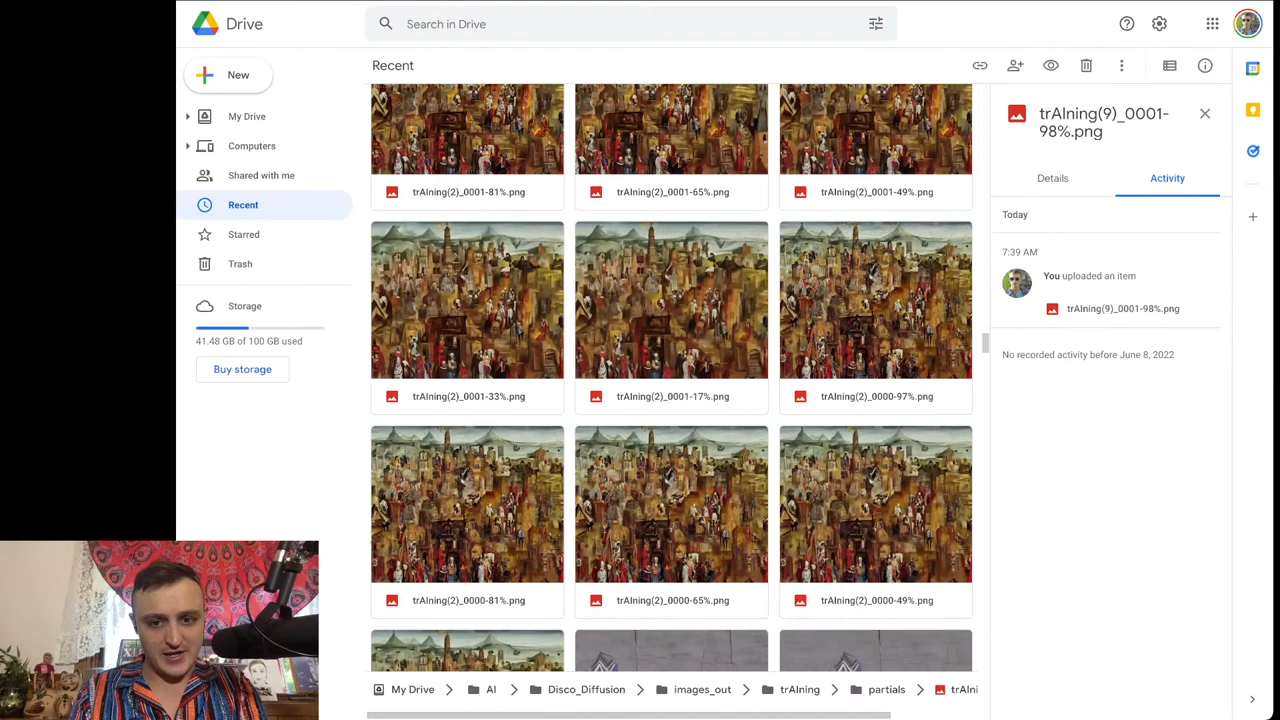 Drive
Search in Drive
New
My Drive
Computers
Shared with me
Recent
Starred
Trash
Storage
41.48 GB of 100 GB used
Buy storage
Recent
trAIning(2)_0001-81%.png
trAIning(2)_0001-65%.png
trAIning(2)_0001-49%.png
trAIning(2)_0001-33%.png
trAIning(2)_0001-17%.png
trAIning(2)_0000-97%.png
trAIning(2)_0000-81%.png
trAIning(2)_0000-65%.png
trAIning(2)_0000-49%.png
My Drive
AI
Disco_Diffusion
images_out
trAIning
partials
trAIni
trAIning(9)_0001-
98%.png
Details
Activity
Today
7:39 AM
You uploaded an item
trAIning(9)_0001-98%.png
No recorded activity before June 8, 2022